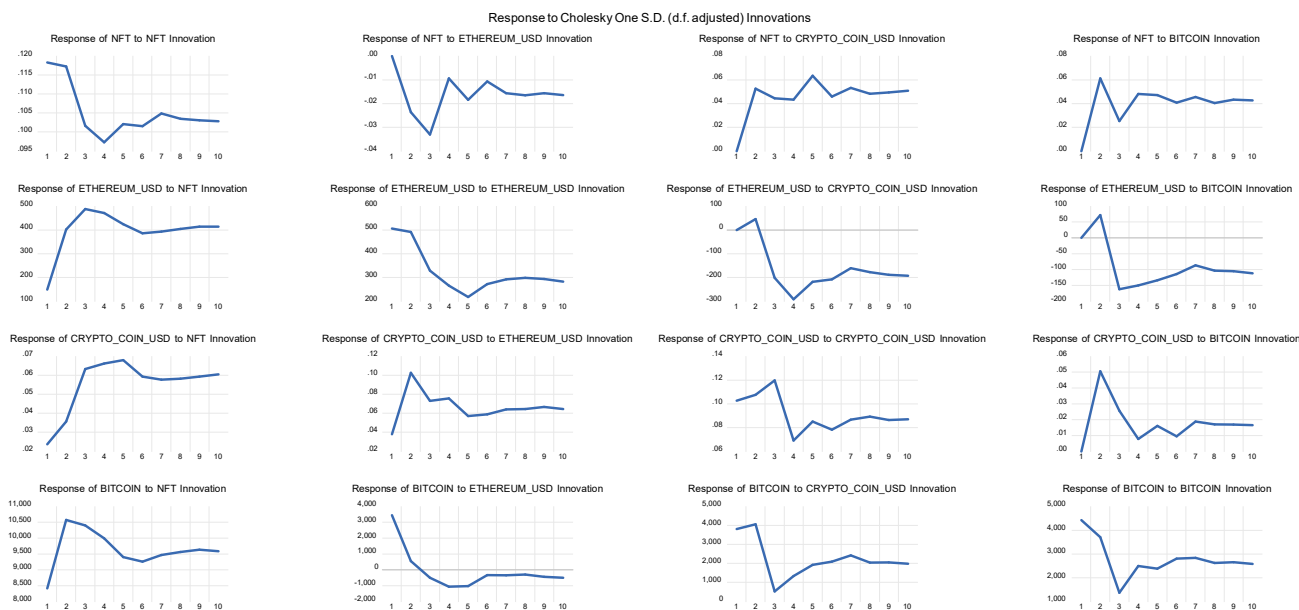 Response to Cholesky One S.D. (d.f. adjusted) Innovations
Response of NFT to NFT Innovation
.120
.115
.110
.105
.100
.095
1 2 3 4 5 6 7 8 9 10
Response of NFT to ETHEREUM_USD Innovation
.00
-.01
-.02
-.03
-.04
1 2 3 4 5 6 7 8 9 10
Response of NFT to CRYPTO_COIN_USD Innovation
.08
.06
.04
.02
.00
1 2 3 4 5 6 7 8 9 10
Response of NFT to BITCOIN Innovation
.08
.06
.04
.02
.00
1 2 3 4 5 6 7 8 9 10
Response of ETHEREUM_USD to NFT Innovation
500
400
300
200
100
1 2 3 4 5 6 7 8 9 10
Response of ETHEREUM_USD to ETHEREUM_USD Innovation
600
500
400
300
200
1 2 3 4 5 6 7 8 9 10
Response of ETHEREUM_USD to CRYPTO_COIN_USD Innovation
100
0
-100
-200
-300
1 2 3 4 5 6 7 8 9 10
Response of ETHEREUM_USD to BITCOIN Innovation
100
50
0
-50
-100
-150
-200
1 2 3 4 5 6 7 8 9 10
Response of CRYPTO_COIN_USD to NFT Innovation
.07
.06
.05
.04
.03
.02
1 2 3 4 5 6 7 8 9 10
Response of CRYPTO_COIN_USD to ETHEREUM_USD Innovation
.12
.10
.08
.06
.04
.02
1 2 3 4 5 6 7 8 9 10
Response of CRYPTO_COIN_USD to CRYPTO_COIN_USD Innovation
.14
.12
.10
.08
.06
1 2 3 4 5 6 7 8 9 10
Response of CRYPTO_COIN_USD to BITCOIN Innovation
.06
.05
.04
.03
.02
.01
.00
1 2 3 4 5 6 7 8 9 10
Response of BITCOIN to NFT Innovation
11,000
10,500
10,000
9,500
9,000
8,500
8,000
1 2 3 4 5 6 7 8 9 10
Response of BITCOIN to ETHEREUM_USD Innovation
4,000
3,000
2,000
1,000
0
-1,000
-2,000
1 2 3 4 5 6 7 8 9 10
Response of BITCOIN to CRYPTO_COIN_USD Innovation
5,000
4,000
3,000
2,000
1,000
0
1 2 3 4 5 6 7 8 9 10
Response of BITCOIN to BITCOIN Innovation
5,000
4,000
3,000
2,000
1,000
1 2 3 4 5 6 7 8 9 10